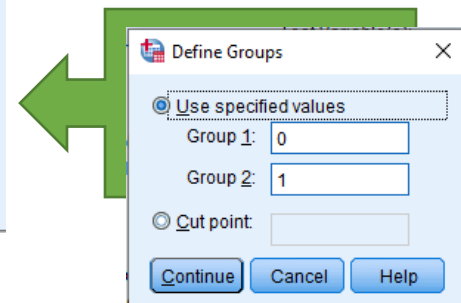 Define Groups
Use specified values
Group 1: 0
Group 2: 1
Cut point:
Continue Cancel Help